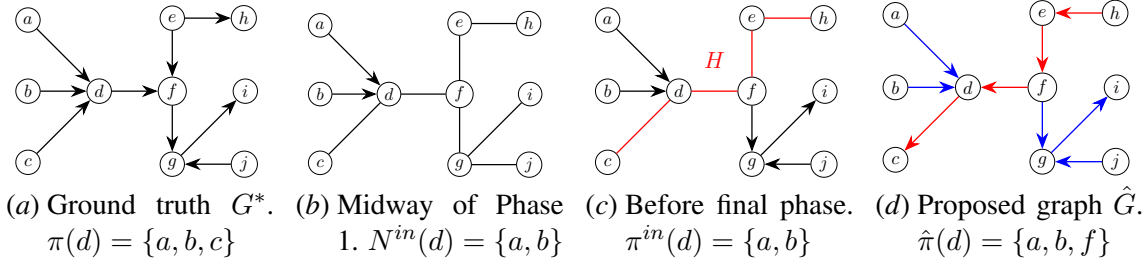 a e h
b d f i
c g j
(a) Ground truth G*.
π(d) = {a, b, c}
a e h
b d f i
c g j
(b) Midway of Phase
1. N^{in}(d) = {a, b}
a e h
H
b d f i
c g j
(c) Before final phase.
π^{in}(d) = {a, b}
a e h
b d f i
c g j
(d) Proposed graph Ĝ.
π̂(d) = {a, b, f}